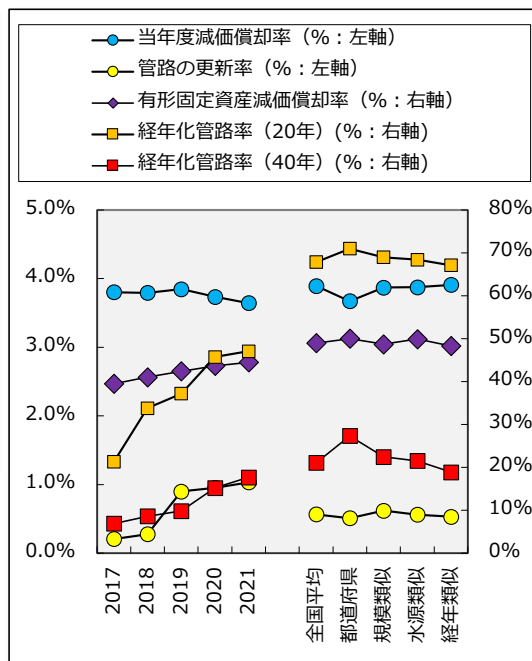 当年度減価償却率（%：左軸）
管路の更新率（%：左軸）
有形固定資産減価償却率（%：右軸）
経年化管路率（20年）(%：右軸)
経年化管路率（40年）(%：右軸)
5.0%
4.0%
3.0%
2.0%
1.0%
0.0%
80%
70%
60%
50%
40%
30%
20%
10%
0%
2017
2018
2019
2020
2021
全国平均
都道府県
規模類似
水源類似
経年類似